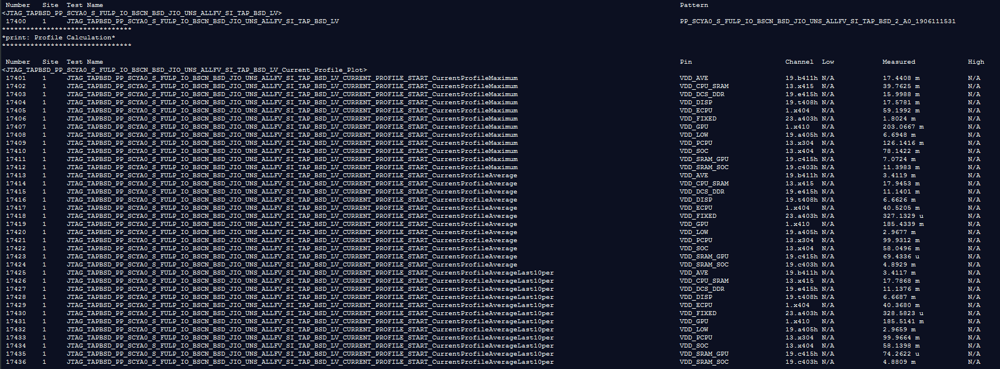 Number Site Test Name Pattern
<JTAG_TAPBSD_PP_SCYA0_S_FULP_IO_BSCN_BSD_JIO_UNS_ALLFV_SI_TAP_BSD_LV>
17400 1 JTAG_TAPBSD_PP_SCYA0_S_FULP_IO_BSCN_BSD_JIO_UNS_ALLFV_SI_TAP_BSD_LV PP_SCYA0_S_FULP_IO_BSCN_BSD_JIO_UNS_ALLFV_SI_TAP_BSD_2_A0_1906111531
********************************
*print: Profile Calculation*
********************************
Number Site Test Name Pin Channel Low Measured High
<JTAG_TAPBSD_PP_SCYA0_S_FULP_IO_BSCN_BSD_JIO_UNS_ALLFV_SI_TAP_BSD_LV_Current_Profile_Plot>
17401 1 JTAG_TAPBSD_PP_SCYA0_S_FULP_IO_BSCN_BSD_JIO_UNS_ALLFV_SI_TAP_BSD_LV_CURRENT_PROFILE_START_CurrentProfileMaximum VDD_AVE 19.b411h N/A 17.4408 m N/A
17402 1 JTAG_TAPBSD_PP_SCYA0_S_FULP_IO_BSCN_BSD_JIO_UNS_ALLFV_SI_TAP_BSD_LV_CURRENT_PROFILE_START_CurrentProfileMaximum VDD_CPU_SRAM 13.x415 N/A 39.7625 m N/A
17403 1 JTAG_TAPBSD_PP_SCYA0_S_FULP_IO_BSCN_BSD_JIO_UNS_ALLFV_SI_TAP_BSD_LV_CURRENT_PROFILE_START_CurrentProfileMaximum VDD_DCS_DDR 19.e415h N/A 15.9988 m N/A
17404 1 JTAG_TAPBSD_PP_SCYA0_S_FULP_IO_BSCN_BSD_JIO_UNS_ALLFV_SI_TAP_BSD_LV_CURRENT_PROFILE_START_CurrentProfileMaximum VDD_DISP 19.t408h N/A 17.5781 m N/A
17405 1 JTAG_TAPBSD_PP_SCYA0_S_FULP_IO_BSCN_BSD_JIO_UNS_ALLFV_SI_TAP_BSD_LV_CURRENT_PROFILE_START_CurrentProfileMaximum VDD_ECPU 1.x404 N/A 59.1992 m N/A
17406 1 JTAG_TAPBSD_PP_SCYA0_S_FULP_IO_BSCN_BSD_JIO_UNS_ALLFV_SI_TAP_BSD_LV_CURRENT_PROFILE_START_CurrentProfileMaximum VDD_FIXED 23.a403h N/A 1.8024 m N/A
17407 1 JTAG_TAPBSD_PP_SCYA0_S_FULP_IO_BSCN_BSD_JIO_UNS_ALLFV_SI_TAP_BSD_LV_CURRENT_PROFILE_START_CurrentProfileMaximum VDD_GPU 1.x410 N/A 203.0667 m N/A
17408 1 JTAG_TAPBSD_PP_SCYA0_S_FULP_IO_BSCN_BSD_JIO_UNS_ALLFV_SI_TAP_BSD_LV_CURRENT_PROFILE_START_CurrentProfileMaximum VDD_LOW 19.a405h N/A 6.6948 m N/A
17409 1 JTAG_TAPBSD_PP_SCYA0_S_FULP_IO_BSCN_BSD_JIO_UNS_ALLFV_SI_TAP_BSD_LV_CURRENT_PROFILE_START_CurrentProfileMaximum VDD_PCPU 13.x304 N/A 126.1416 m N/A
17410 1 JTAG_TAPBSD_PP_SCYA0_S_FULP_IO_BSCN_BSD_JIO_UNS_ALLFV_SI_TAP_BSD_LV_CURRENT_PROFILE_START_CurrentProfileMaximum VDD_SOC 13.x404 N/A 78.1422 m N/A
17411 1 JTAG_TAPBSD_PP_SCYA0_S_FULP_IO_BSCN_BSD_JIO_UNS_ALLFV_SI_TAP_BSD_LV_CURRENT_PROFILE_START_CurrentProfileMaximum VDD_SRAM_GPU 19.c415h N/A 7.0724 m N/A
17412 1 JTAG_TAPBSD_PP_SCYA0_S_FULP_IO_BSCN_BSD_JIO_UNS_ALLFV_SI_TAP_BSD_LV_CURRENT_PROFILE_START_CurrentProfileMaximum VDD_SRAM_SOC 19.c403h N/A 11.3983 m N/A
17413 1 JTAG_TAPBSD_PP_SCYA0_S_FULP_IO_BSCN_BSD_JIO_UNS_ALLFV_SI_TAP_BSD_LV_CURRENT_PROFILE_START_CurrentProfileAverage VDD_AVE 19.b411h N/A 3.4119 m N/A
17414 1 JTAG_TAPBSD_PP_SCYA0_S_FULP_IO_BSCN_BSD_JIO_UNS_ALLFV_SI_TAP_BSD_LV_CURRENT_PROFILE_START_CurrentProfileAverage VDD_CPU_SRAM 13.x415 N/A 17.9453 m N/A
17415 1 JTAG_TAPBSD_PP_SCYA0_S_FULP_IO_BSCN_BSD_JIO_UNS_ALLFV_SI_TAP_BSD_LV_CURRENT_PROFILE_START_CurrentProfileAverage VDD_DCS_DDR 19.e415h N/A 11.1401 m N/A
17416 1 JTAG_TAPBSD_PP_SCYA0_S_FULP_IO_BSCN_BSD_JIO_UNS_ALLFV_SI_TAP_BSD_LV_CURRENT_PROFILE_START_CurrentProfileAverage VDD_DISP 19.t408h N/A 6.6626 m N/A
17417 1 JTAG_TAPBSD_PP_SCYA0_S_FULP_IO_BSCN_BSD_JIO_UNS_ALLFV_SI_TAP_BSD_LV_CURRENT_PROFILE_START_CurrentProfileAverage VDD_ECPU 1.x404 N/A 40.5205 m N/A
17418 1 JTAG_TAPBSD_PP_SCYA0_S_FULP_IO_BSCN_BSD_JIO_UNS_ALLFV_SI_TAP_BSD_LV_CURRENT_PROFILE_START_CurrentProfileAverage VDD_FIXED 23.a403h N/A 327.1329 u N/A
17419 1 JTAG_TAPBSD_PP_SCYA0_S_FULP_IO_BSCN_BSD_JIO_UNS_ALLFV_SI_TAP_BSD_LV_CURRENT_PROFILE_START_CurrentProfileAverage VDD_GPU 1.x410 N/A 185.4339 m N/A
17420 1 JTAG_TAPBSD_PP_SCYA0_S_FULP_IO_BSCN_BSD_JIO_UNS_ALLFV_SI_TAP_BSD_LV_CURRENT_PROFILE_START_CurrentProfileAverage VDD_LOW 19.a405h N/A 2.9677 m N/A
17421 1 JTAG_TAPBSD_PP_SCYA0_S_FULP_IO_BSCN_BSD_JIO_UNS_ALLFV_SI_TAP_BSD_LV_CURRENT_PROFILE_START_CurrentProfileAverage VDD_PCPU 13.x304 N/A 99.9312 m N/A
17422 1 JTAG_TAPBSD_PP_SCYA0_S_FULP_IO_BSCN_BSD_JIO_UNS_ALLFV_SI_TAP_BSD_LV_CURRENT_PROFILE_START_CurrentProfileAverage VDD_SOC 13.x404 N/A 58.0496 m N/A
17423 1 JTAG_TAPBSD_PP_SCYA0_S_FULP_IO_BSCN_BSD_JIO_UNS_ALLFV_SI_TAP_BSD_LV_CURRENT_PROFILE_START_CurrentProfileAverage VDD_SRAM_GPU 19.c415h N/A 69.4336 u N/A
17424 1 JTAG_TAPBSD_PP_SCYA0_S_FULP_IO_BSCN_BSD_JIO_UNS_ALLFV_SI_TAP_BSD_LV_CURRENT_PROFILE_START_CurrentProfileAverage VDD_SRAM_SOC 19.c403h N/A 4.8929 m N/A
17425 1 JTAG_TAPBSD_PP_SCYA0_S_FULP_IO_BSCN_BSD_JIO_UNS_ALLFV_SI_TAP_BSD_LV_CURRENT_PROFILE_START_CurrentProfileAverageLast10per VDD_AVE 19.b411h N/A 3.4117 m N/A
17426 1 JTAG_TAPBSD_PP_SCYA0_S_FULP_IO_BSCN_BSD_JIO_UNS_ALLFV_SI_TAP_BSD_LV_CURRENT_PROFILE_START_CurrentProfileAverageLast10per VDD_CPU_SRAM 13.x415 N/A 17.7868 m N/A
17427 1 JTAG_TAPBSD_PP_SCYA0_S_FULP_IO_BSCN_BSD_JIO_UNS_ALLFV_SI_TAP_BSD_LV_CURRENT_PROFILE_START_CurrentProfileAverageLast10per VDD_DCS_DDR 19.e415h N/A 11.1376 m N/A
17428 1 JTAG_TAPBSD_PP_SCYA0_S_FULP_IO_BSCN_BSD_JIO_UNS_ALLFV_SI_TAP_BSD_LV_CURRENT_PROFILE_START_CurrentProfileAverageLast10per VDD_DISP 19.t408h N/A 6.6687 m N/A
17429 1 JTAG_TAPBSD_PP_SCYA0_S_FULP_IO_BSCN_BSD_JIO_UNS_ALLFV_SI_TAP_BSD_LV_CURRENT_PROFILE_START_CurrentProfileAverageLast10per VDD_ECPU 1.x404 N/A 40.3680 m N/A
17430 1 JTAG_TAPBSD_PP_SCYA0_S_FULP_IO_BSCN_BSD_JIO_UNS_ALLFV_SI_TAP_BSD_LV_CURRENT_PROFILE_START_CurrentProfileAverageLast10per VDD_FIXED 23.a403h N/A 328.5823 u N/A
17431 1 JTAG_TAPBSD_PP_SCYA0_S_FULP_IO_BSCN_BSD_JIO_UNS_ALLFV_SI_TAP_BSD_LV_CURRENT_PROFILE_START_CurrentProfileAverageLast10per VDD_GPU 1.x410 N/A 185.5141 m N/A
17432 1 JTAG_TAPBSD_PP_SCYA0_S_FULP_IO_BSCN_BSD_JIO_UNS_ALLFV_SI_TAP_BSD_LV_CURRENT_PROFILE_START_CurrentProfileAverageLast10per VDD_LOW 19.a405h N/A 2.9659 m N/A
17433 1 JTAG_TAPBSD_PP_SCYA0_S_FULP_IO_BSCN_BSD_JIO_UNS_ALLFV_SI_TAP_BSD_LV_CURRENT_PROFILE_START_CurrentProfileAverageLast10per VDD_PCPU 13.x304 N/A 99.9664 m N/A
17434 1 JTAG_TAPBSD_PP_SCYA0_S_FULP_IO_BSCN_BSD_JIO_UNS_ALLFV_SI_TAP_BSD_LV_CURRENT_PROFILE_START_CurrentProfileAverageLast10per VDD_SOC 13.x404 N/A 58.1398 m N/A
17435 1 JTAG_TAPBSD_PP_SCYA0_S_FULP_IO_BSCN_BSD_JIO_UNS_ALLFV_SI_TAP_BSD_LV_CURRENT_PROFILE_START_CurrentProfileAverageLast10per VDD_SRAM_GPU 19.c415h N/A 74.2622 u N/A
17436 1 JTAG_TAPBSD_PP_SCYA0_S_FULP_IO_BSCN_BSD_JIO_UNS_ALLFV_SI_TAP_BSD_LV_CURRENT_PROFILE_START_CurrentProfileAverageLast10per VDD_SRAM_SOC 19.c403h N/A 4.8809 m N/A